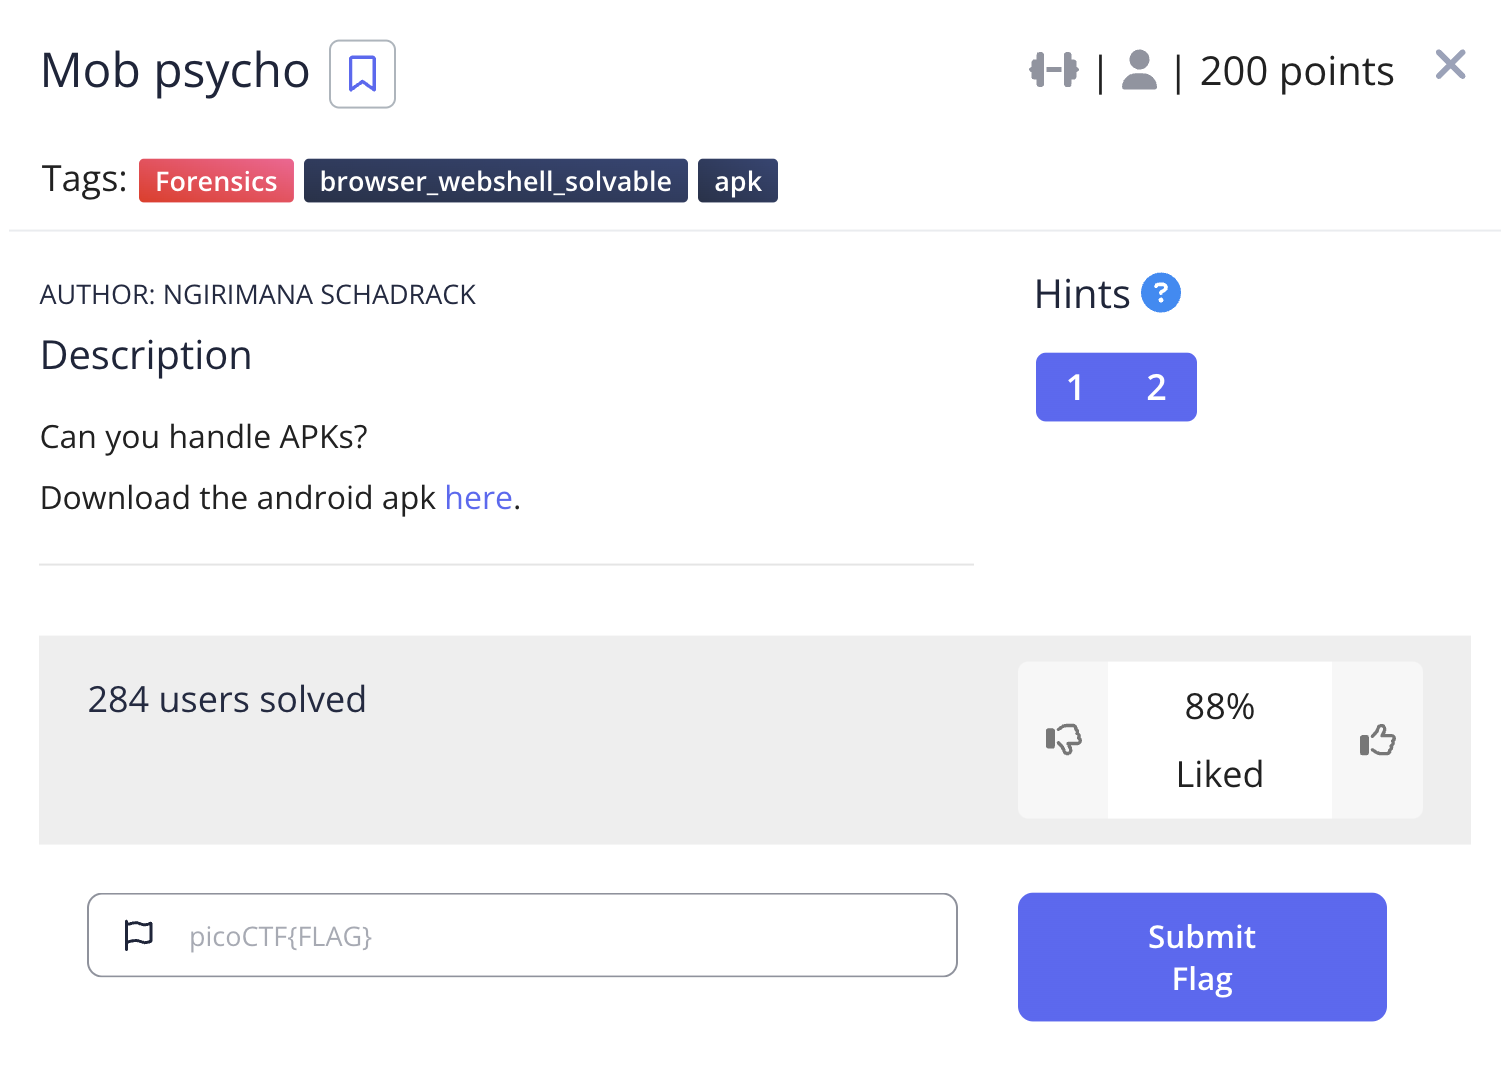 Mob psycho
| | 200 points
Tags: Forensics browser_webshell_solvable apk
AUTHOR: NGIRIMANA SCHADRACK
Description
Can you handle APKs?
Download the android apk here.
Hints ?
1 2
284 users solved
88%
Liked
picoCTF{FLAG}
Submit
Flag